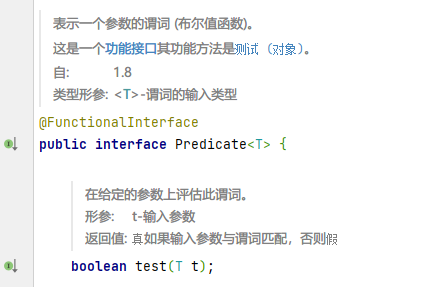 表示一个参数的谓词 (布尔值函数)。
这是一个功能接口其功能方法是测试（对象）。
自: 1.8
类型形参: <T>-谓词的输入类型
@FunctionalInterface
public interface Predicate<T> {
在给定的参数上评估此谓词。
形参: t-输入参数
返回值: 真如果输入参数与谓词匹配，否则假
boolean test(T t);